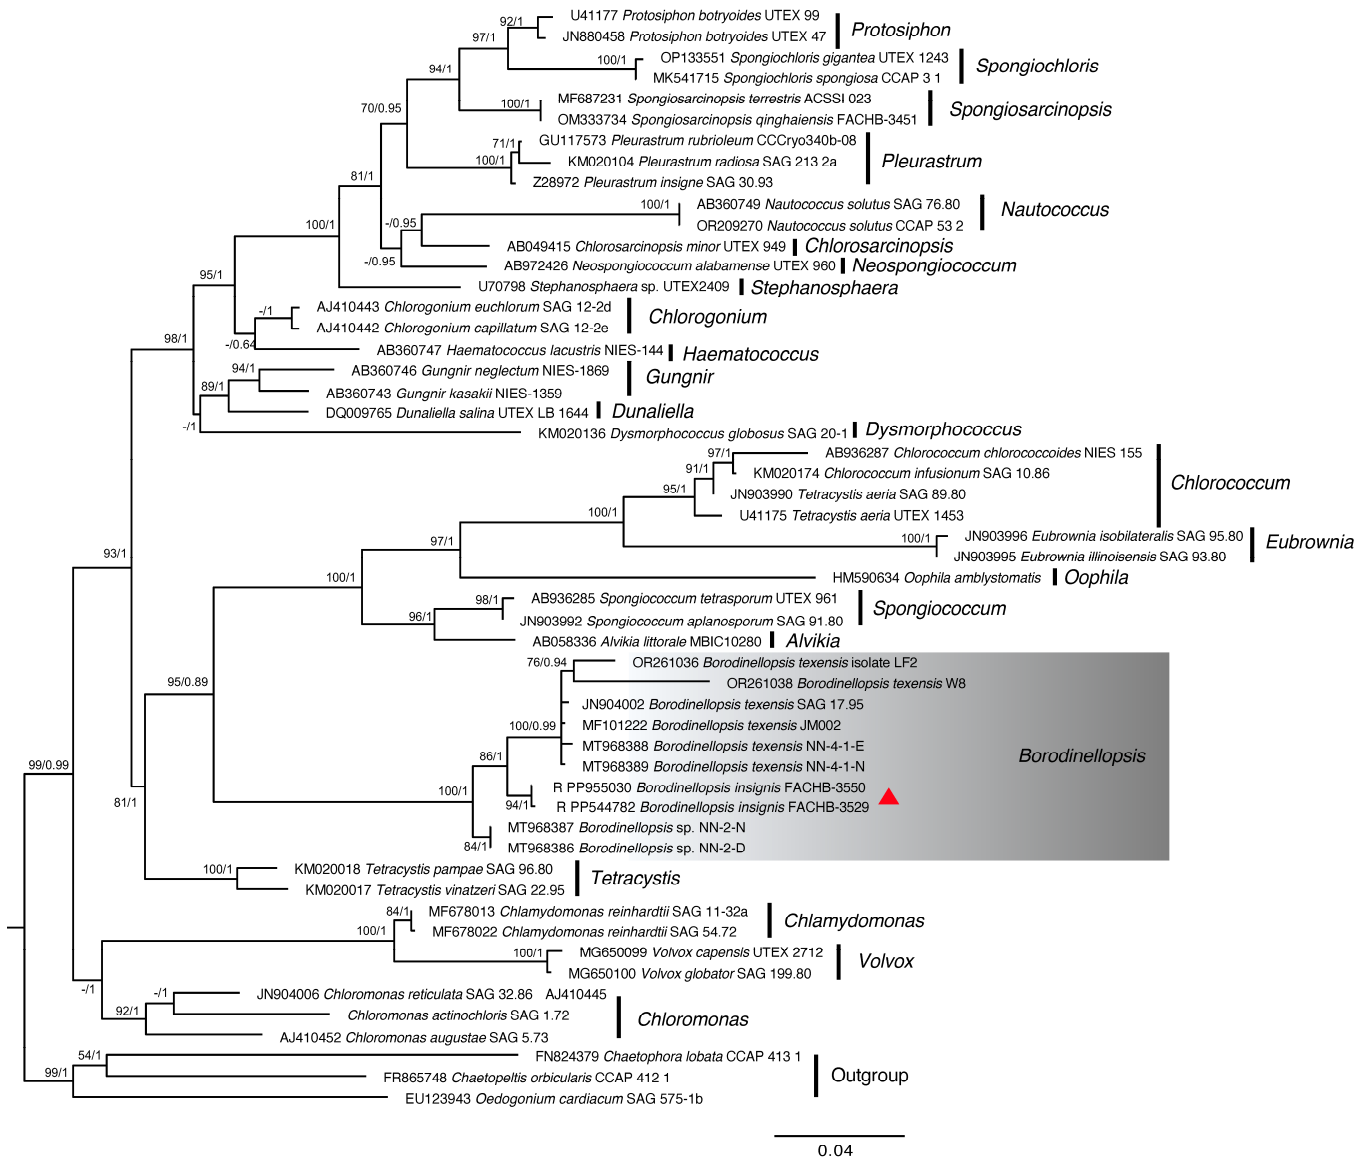 U41177 Protosiphon botryoides UTEX 99
92/1
JN880458 Protosiphon botryoides UTEX 47
Protosiphon
97/1
OP133551 Spongiochloris gigantea UTEX 1243
100/1
MK541715 Spongiochloris spongiosa CCAP 3 1
Spongiochloris
94/1
MF687231 Spongiosarcinopsis terrestris ACSSI 023
100/1
OM333734 Spongiosarcinopsis qinghaiensis FACHB-3451
Spongiosarcinopsis
70/0.95
GU117573 Pleurastrum rubrioleum CCCryo340b-08
71/1
100/1
KM020104 Pleurastrum radiosa SAG 213 2a
Z28972 Pleurastrum insigne SAG 30.93
Pleurastrum
81/1
AB360749 Nautococcus solutus SAG 76.80
100/1
OR209270 Nautococcus solutus CCAP 53 2
Nautococcus
-/0.95
100/1
AB049415 Chlorosarcinopsis minor UTEX 949
Chlorosarcinopsis
-/0.95
AB972426 Neospongiococcum alabamense UTEX 960
Neospongiococcum
95/1
U70798 Stephanosphaera sp. UTEX2409
Stephanosphaera
AJ410443 Chlorogonium euchlorum SAG 12-2d
-/1
AJ410442 Chlorogonium capillatum SAG 12-2e
Chlorogonium
98/1
-/0.64
AB360747 Haematococcus lacustris NIES-144
Haematococcus
AB360746 Gungnir neglectum NIES-1869
94/1
AB360743 Gungnir kasakii NIES-1359
Gungnir
89/1
DQ009765 Dunaliella salina UTEX LB 1644
Dunaliella
-/1
KM020136 Dysmorphococcus globosus SAG 20-1
Dysmorphococcus
AB936287 Chlorococcum chlorococcoides NIES 155
97/1
91/1
KM020174 Chlorococcum infusionum SAG 10.86
95/1
JN903990 Tetracystis aeria SAG 89.80
U41175 Tetracystis aeria UTEX 1453
Chlorococcum
100/1
JN903996 Eubrownia isobilateralis SAG 95.80
100/1
JN903995 Eubrownia illinoisensis SAG 93.80
Eubrownia
97/1
93/1
HM590634 Oophila amblystomatis
Oophila
100/1
AB936285 Spongiococcum tetrasporum UTEX 961
98/1
JN903992 Spongiococcum aplanosporum SAG 91.80
Spongiococcum
96/1
AB058336 Alvikia littorale MBIC10280
Alvikia
76/0.94
OR261036 Borodinellopsis texensis isolate LF2
95/0.89
OR261038 Borodinellopsis texensis W8
JN904002 Borodinellopsis texensis SAG 17.95
100/0.99
MF101222 Borodinellopsis texensis JM002
MT968388 Borodinellopsis texensis NN-4-1-E
86/1
MT968389 Borodinellopsis texensis NN-4-1-N
Borodinellopsis
99/0.99
100/1
R PP955030 Borodinellopsis insignis FACHB-3550
81/1
94/1
R PP544782 Borodinellopsis insignis FACHB-3529
MT968387 Borodinellopsis sp. NN-2-N
84/1
MT968386 Borodinellopsis sp. NN-2-D
100/1
KM020018 Tetracystis pampae SAG 96.80
KM020017 Tetracystis vinatzeri SAG 22.95
Tetracystis
84/1
MF678013 Chlamydomonas reinhardtii SAG 11-32a
100/1
MF678022 Chlamydomonas reinhardtii SAG 54.72
Chlamydomonas
100/1
MG650099 Volvox capensis UTEX 2712
MG650100 Volvox globator SAG 199.80
Volvox
-/1
-/1
JN904006 Chloromonas reticulata SAG 32.86 AJ410445
92/1
Chloromonas actinochloris SAG 1.72
AJ410452 Chloromonas augustae SAG 5.73
Chloromonas
54/1
FN824379 Chaetophora lobata CCAP 413 1
99/1
FR865748 Chaetopeltis orbicularis CCAP 412 1
Outgroup
EU123943 Oedogonium cardiacum SAG 575-1b
0.04